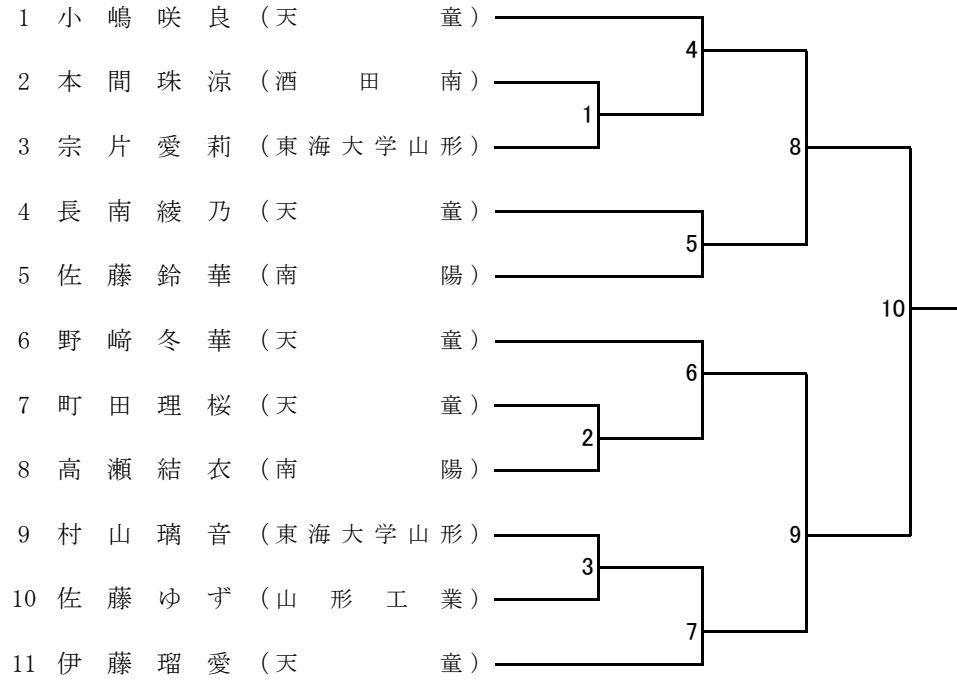 1 小嶋咲良 (天童)
4
2 本間珠涼 (酒田南)
1
3 宗片愛莉 (東海大学山形)
8
4 長南綾乃 (天童)
5
5 佐藤鈴華 (南陽)
10
6 野﨑冬華 (天童)
6
7 町田理桜 (天童)
2
8 高瀬結衣 (南陽)
9 村山璃音 (東海大学山形)
9
3
10 佐藤ゆず (山形工業)
7
11 伊藤瑠愛 (天童)